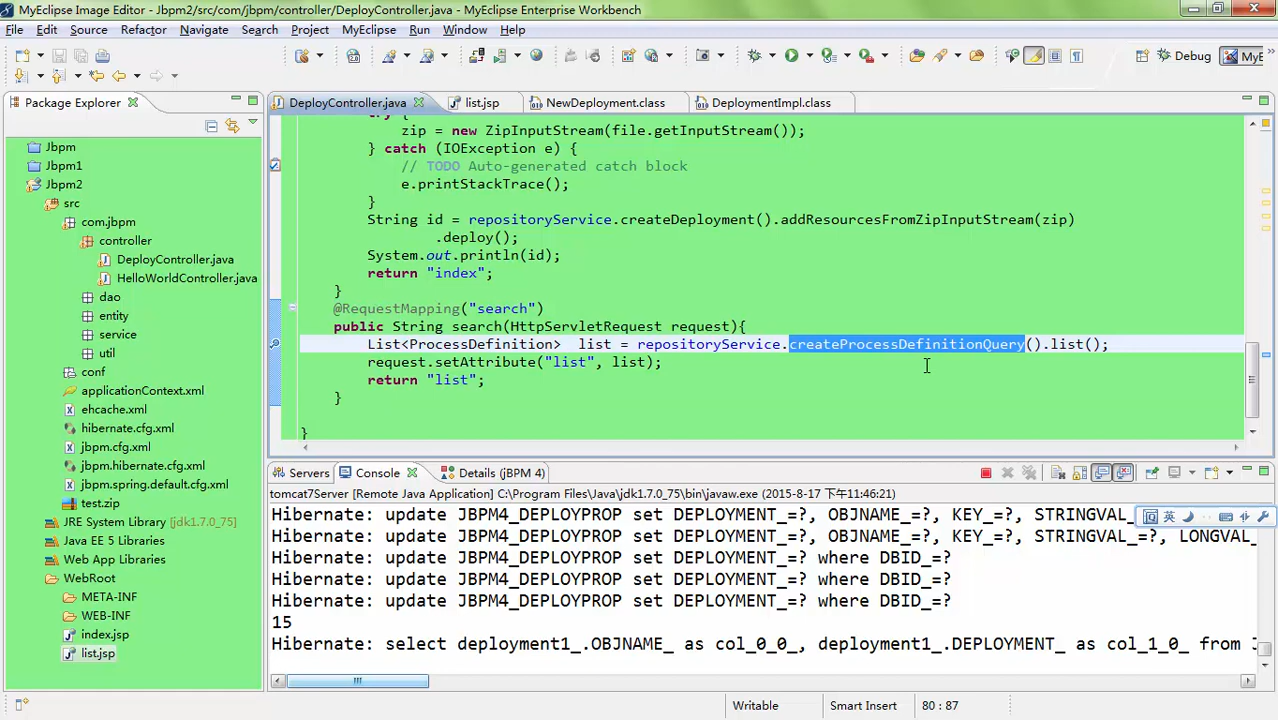 MyEclipse Image Editor - Jbpm2/src/com/jbpm/controller/DeployController.java - MyEclipse Enterprise Workbench
File Edit Source Refactor Navigate Search Project MyEclipse Run Window Help
Debug MyE
Package Explorer
DeployController.java list.jsp NewDeployment.class DeploymentImpl.class
Jbpm
Jbpm1
Jbpm2
src
com.jbpm
controller
DeployController.java
HelloWorldController.java
dao
entity
service
util
conf
applicationContext.xml
ehcache.xml
hibernate.cfg.xml
jbpm.cfg.xml
jbpm.hibernate.cfg.xml
jbpm.spring.default.cfg.xml
test.zip
JRE System Library [jdk1.7.0_75]
Java EE 5 Libraries
Web App Libraries
WebRoot
META-INF
WEB-INF
index.jsp
list.jsp
try {
zip = new ZipInputStream(file.getInputStream());
} catch (IOException e) {
// TODO Auto-generated catch block
e.printStackTrace();
}
String id = repositoryService.createDeployment().addResourcesFromZipInputStream(zip)
.deploy();
System.out.println(id);
return "index";
}
@RequestMapping("search")
public String search(HttpServletRequest request){
List<ProcessDefinition>  list = repositoryService.createProcessDefinitionQuery().list();
request.setAttribute("list", list);
return "list";
}
}
Servers Console Details (jBPM 4)
tomcat7Server [Remote Java Application] C:\Program Files\Java\jdk1.7.0_75\bin\javaw.exe (2015-8-17 下午11:46:21)
Hibernate: update JBPM4_DEPLOYPROP set DEPLOYMENT_=?, OBJNAME_=?, KEY_=?, STRINGVAL_
英
Hibernate: update JBPM4_DEPLOYPROP set DEPLOYMENT_=?, OBJNAME_=?, KEY_=?, STRINGVAL_=?, LONGVAL_
Hibernate: update JBPM4_DEPLOYPROP set DEPLOYMENT_=? where DBID_=?
Hibernate: update JBPM4_DEPLOYPROP set DEPLOYMENT_=? where DBID_=?
Hibernate: update JBPM4_DEPLOYPROP set DEPLOYMENT_=? where DBID_=?
15
Hibernate: select deployment1_.OBJNAME_ as col_0_0_, deployment1_.DEPLOYMENT_ as col_1_0_ from J
Writable Smart Insert 80 : 87